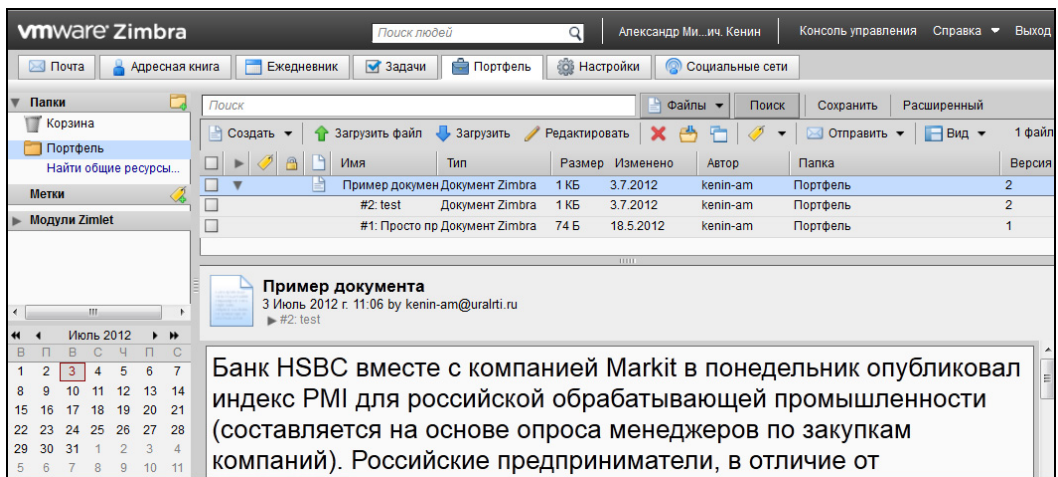 vmware Zimbra
Поиск людей
Александр Ми...ич. Кенин
Консоль управления Справка Выход
Почта Адресная книга Ежедневник Задачи Портфель Настройки Социальные сети
Папки
Корзина
Портфель
Найти общие ресурсы...
Метки
Модули Zimlet
Поиск Файлы Поиск Сохранить Расширенный
Создать Загрузить файл Загрузить Редактировать Отправить Вид 1 файл
Имя Тип Размер Изменено Автор Папка Версия
Пример докумен Документ Zimbra 1 КБ 3.7.2012 kenin-am Портфель 2
#2: test Документ Zimbra 1 КБ 3.7.2012 kenin-am Портфель 2
#1: Просто пр Документ Zimbra 74 Б 18.5.2012 kenin-am Портфель 1
Пример документа
3 Июль 2012 г. 11:06 by kenin-am@uralrti.ru
#2: test
Июль 2012
В П В С Ч П С
1 2 3 4 5 6 7
8 9 10 11 12 13 14
15 16 17 18 19 20 21
22 23 24 25 26 27 28
29 30 31 1 2 3 4
5 6 7 8 9 10 11
Банк HSBC вместе с компанией Markit в понедельник опубликовал
индекс PMI для российской обрабатывающей промышленности
(составляется на основе опроса менеджеров по закупкам
компаний). Российские предприниматели, в отличие от